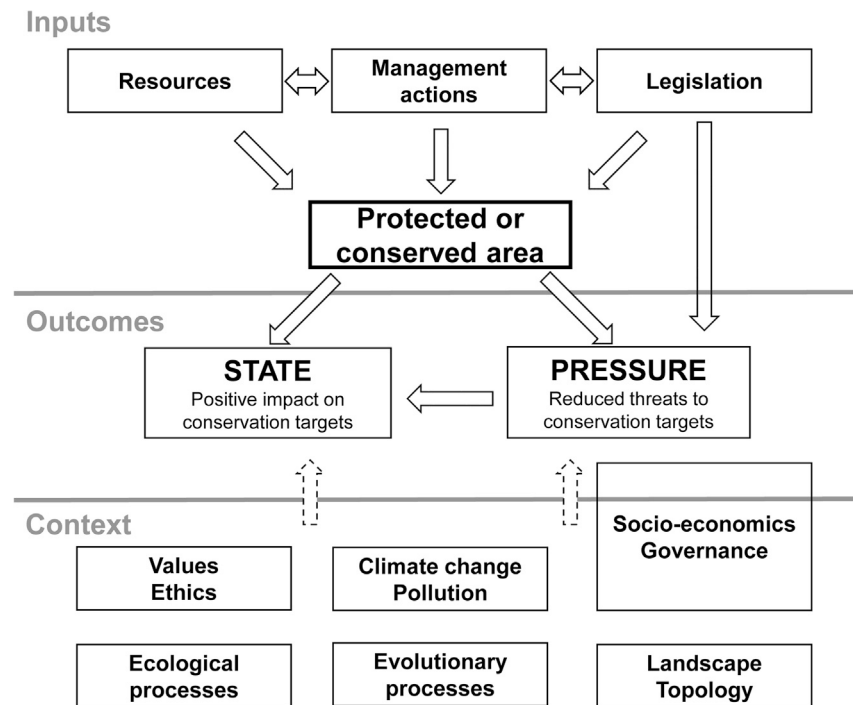 Inputs
Resources
Management
actions
Legislation
Protected or
conserved area
Outcomes
STATE
Positive impact on
conservation targets
PRESSURE
Reduced threats to
conservation targets
Context
Values
Ethics
Climate change
Pollution
Socio-economics
Governance
Ecological
processes
Evolutionary
processes
Landscape
Topology